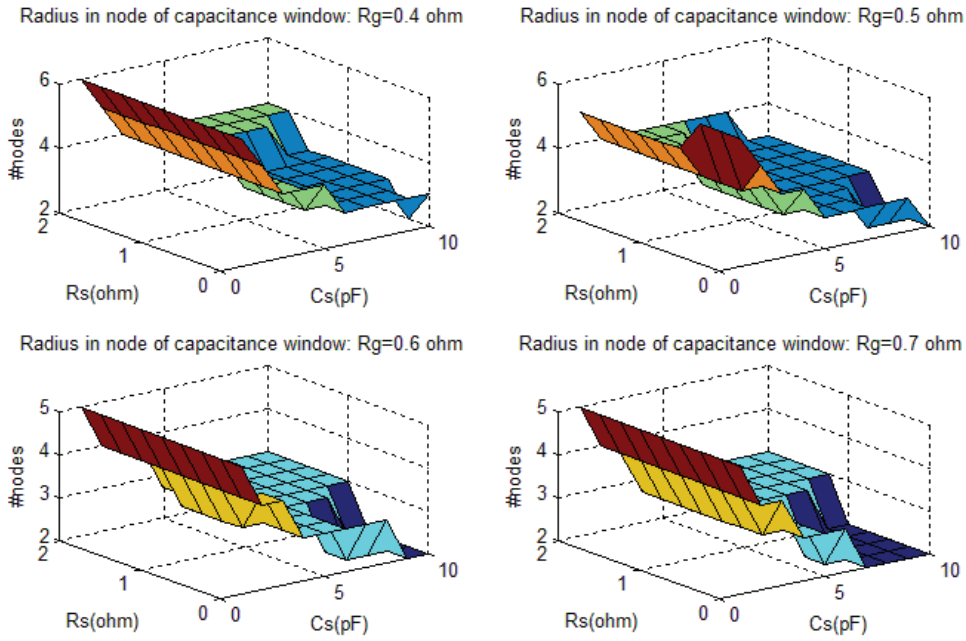 Radius in node of capacitance window: Rg=0.4 ohm
6
4
2
#nodes
2
1
0
Rs(ohm)
0
5
10
Cs(pF)
Radius in node of capacitance window: Rg=0.5 ohm
6
4
2
#nodes
2
1
0
Rs(ohm)
0
5
10
Cs(pF)
Radius in node of capacitance window: Rg=0.6 ohm
5
4
3
2
#nodes
2
1
0
Rs(ohm)
0
5
10
Cs(pF)
Radius in node of capacitance window: Rg=0.7 ohm
5
4
3
2
#nodes
2
1
0
Rs(ohm)
0
5
10
Cs(pF)